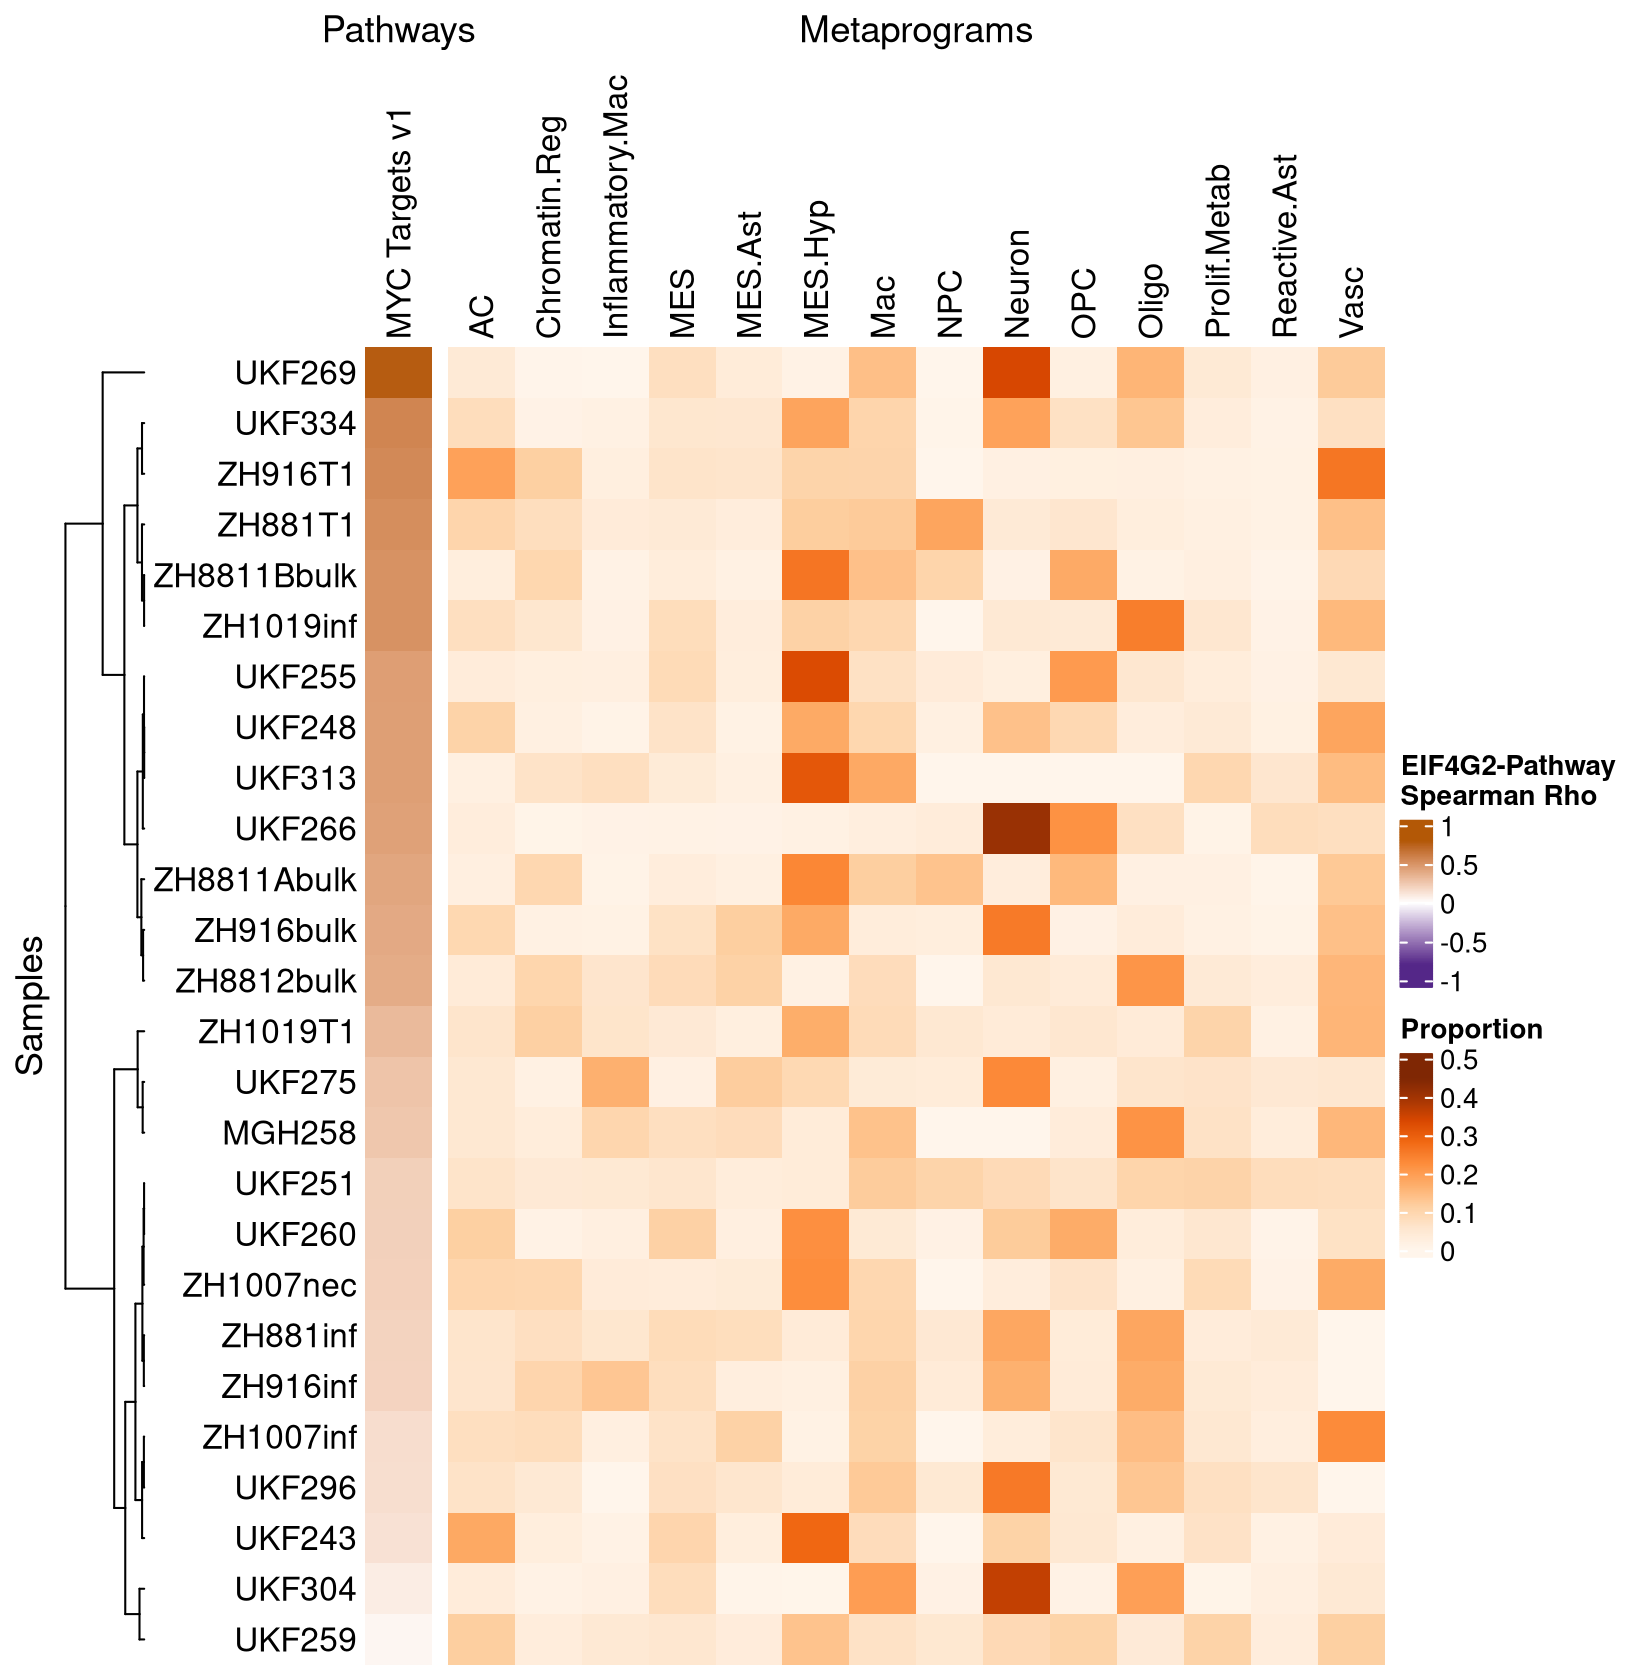 Pathways
Metaprograms
MYC Targets v1
AC
Chromatin.Reg
Inflammatory.Mac
MES
MES.Ast
MES.Hyp
Mac
NPC
Neuron
OPC
Oligo
Prolif.Metab
Reactive.Ast
Vasc
Samples
UKF269
UKF334
ZH916T1
ZH881T1
ZH8811Bbulk
ZH1019inf
UKF255
UKF248
UKF313
UKF266
ZH8811Abulk
ZH916bulk
ZH8812bulk
ZH1019T1
UKF275
MGH258
UKF251
UKF260
ZH1007nec
ZH881inf
ZH916inf
ZH1007inf
UKF296
UKF243
UKF304
UKF259
EIF4G2-Pathway
Spearman Rho
1
0.5
0
-0.5
-1
Proportion
0.5
0.4
0.3
0.2
0.1
0